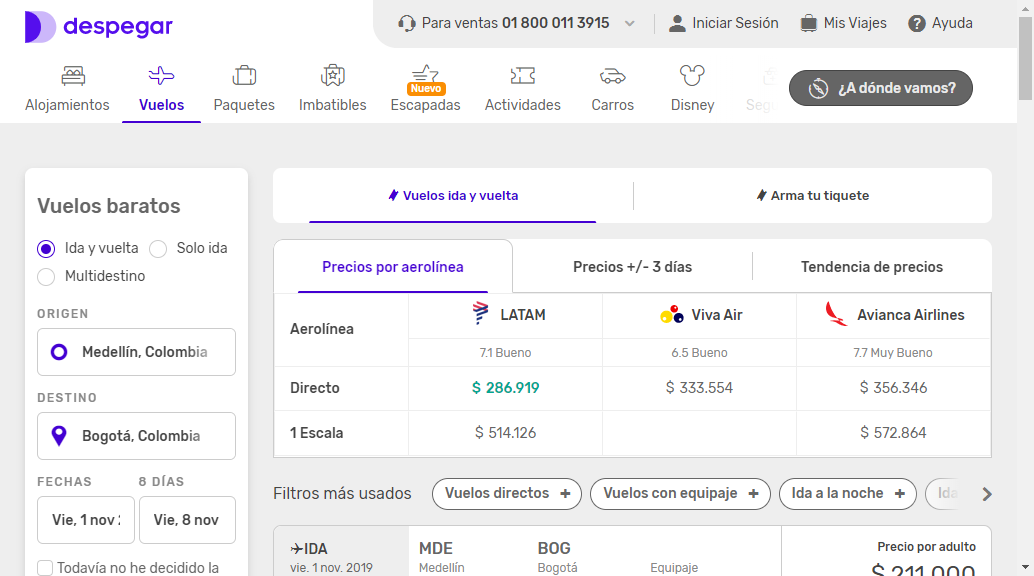 despegar
Para ventas 01 800 011 3915
Iniciar Sesión
Mis Viajes
Ayuda
Alojamientos
Vuelos
Paquetes
Imbatibles
Nuevo
Escapadas
Actividades
Carros
Disney
¿A dónde vamos?
Vuelos baratos
Ida y vuelta
Solo ida
Multidestino
ORIGEN
Medellín, Colombia
DESTINO
Bogotá, Colombia
FECHAS
8 DÍAS
Vie, 1 nov
Vie, 8 nov
Todavía no he decidido la
Vuelos ida y vuelta
Arma tu tiquete
Precios por aerolínea
Precios +/- 3 días
Tendencia de precios
Aerolínea
LATAM
Viva Air
Avianca Airlines
7.1 Bueno
6.5 Bueno
7.7 Muy Bueno
Directo
$ 286.919
$ 333.554
$ 356.346
1 Escala
$ 514.126
$ 572.864
Filtros más usados
Vuelos directos +
Vuelos con equipaje +
Ida a la noche +
Ida
IDA
MDE
BOG
Precio por adulto
vie. 1 nov. 2019
Medellín
Bogotá
Equipaje
$ 211.000